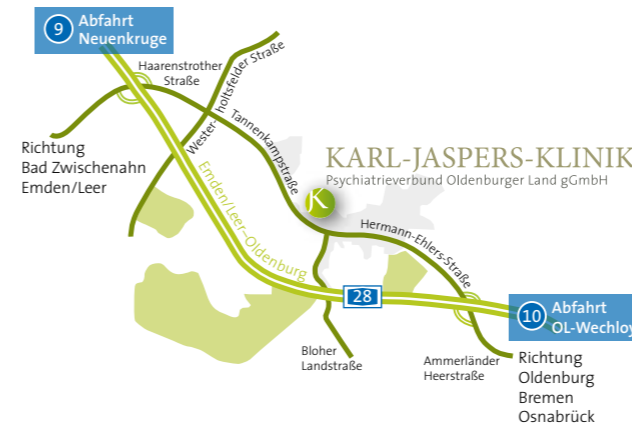 9 Abfahrt
Neuenkruge
Haarenstrother
Straße
Wester-
holtsfelder Straße
Tannenkampstraße
Richtung
Bad Zwischenahn
Emden/Leer
KARL-JASPERS-KLINIK
Psychiatrieverbund Oldenburger Land gGmbH
JK
Emden/Leer–Oldenburg
Hermann-Ehlers-Straße
28
10 Abfahrt
OL-Wechloy
Bloher
Landstraße
Ammerländer
Heerstraße
Richtung
Oldenburg
Bremen
Osnabrück